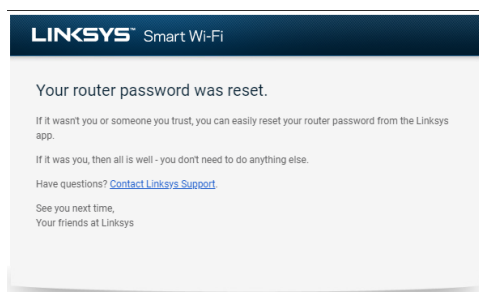 LINKSYS™ Smart Wi-Fi
Your router password was reset.
If it wasn't you or someone you trust, you can easily reset your router password from the Linksys
app.
If it was you, then all is well - you don't need to do anything else.
Have questions? Contact Linksys Support.
See you next time,
Your friends at Linksys